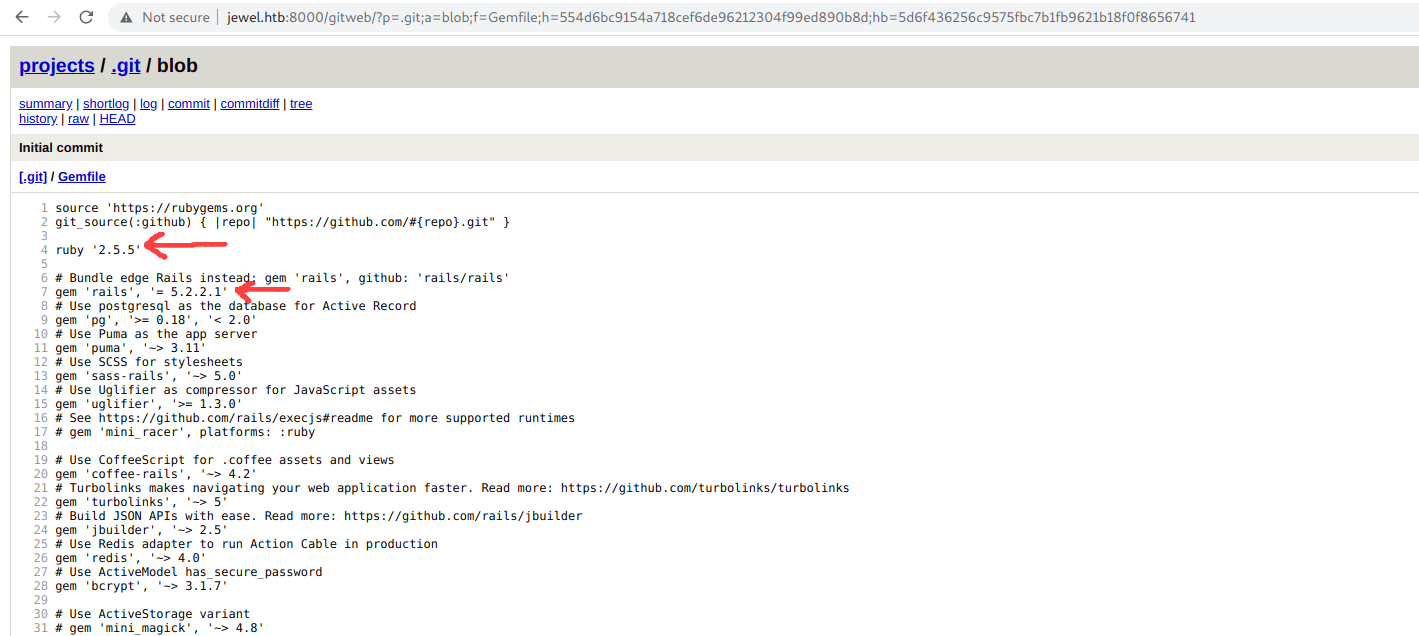 Not secure | jewel.htb:8000/gitweb/?p=.git;a=blob;f=Gemfile;h=554d6bc9154a718cef6de96212304f99ed890b8d;hb=5d6f436256c9575fbc7b1fb9621b18f0f8656741
projects / .git / blob
summary | shortlog | log | commit | commitdiff | tree
history | raw | HEAD
Initial commit
[.git] / Gemfile
1 source 'https://rubygems.org'
2 git_source(:github) { |repo| "https://github.com/#{repo}.git" }
3
4 ruby '2.5.5'
5
6 # Bundle edge Rails instead: gem 'rails', github: 'rails/rails'
7 gem 'rails', '= 5.2.2.1'
8 # Use postgresql as the database for Active Record
9 gem 'pg', '>= 0.18', '< 2.0'
10 # Use Puma as the app server
11 gem 'puma', '~> 3.11'
12 # Use SCSS for stylesheets
13 gem 'sass-rails', '~> 5.0'
14 # Use Uglifier as compressor for JavaScript assets
15 gem 'uglifier', '>= 1.3.0'
16 # See https://github.com/rails/execjs#readme for more supported runtimes
17 # gem 'mini_racer', platforms: :ruby
18
19 # Use CoffeeScript for .coffee assets and views
20 gem 'coffee-rails', '~> 4.2'
21 # Turbolinks makes navigating your web application faster. Read more: https://github.com/turbolinks/turbolinks
22 gem 'turbolinks', '~> 5'
23 # Build JSON APIs with ease. Read more: https://github.com/rails/jbuilder
24 gem 'jbuilder', '~> 2.5'
25 # Use Redis adapter to run Action Cable in production
26 gem 'redis', '~> 4.0'
27 # Use ActiveModel has_secure_password
28 gem 'bcrypt', '~> 3.1.7'
29
30 # Use ActiveStorage variant
31 # gem 'mini_magick', '~> 4.8'